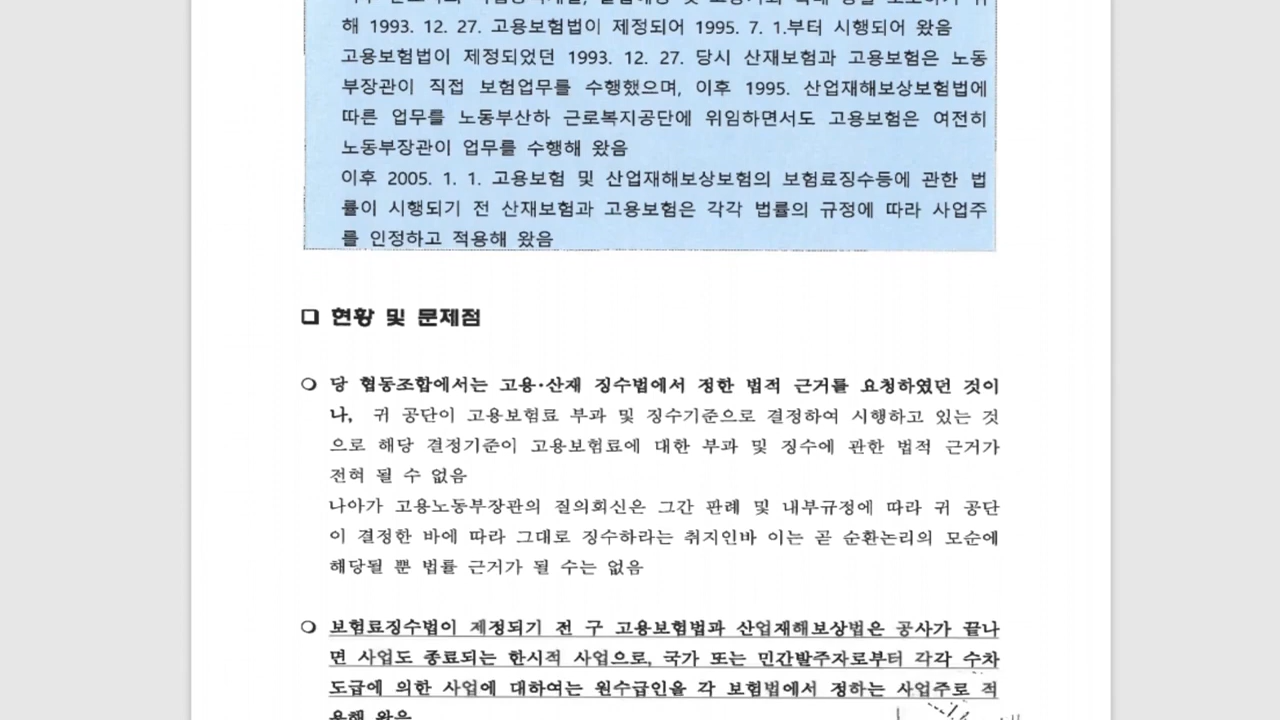 해 1993. 12. 27. 고용보험법이 제정되어 1995. 7. 1.부터 시행되어 왔음
고용보험법이 제정되었던 1993. 12. 27. 당시 산재보험과 고용보험은 노동
부장관이 직접 보험업무를 수행했으며, 이후 1995. 산업재해보상보험법에
따른 업무를 노동부산하 근로복지공단에 위임하면서도 고용보험은 여전히
노동부장관이 업무를 수행해 왔음
이후 2005. 1. 1. 고용보험 및 산업재해보상보험의 보험료징수등에 관한 법
률이 시행되기 전 산재보험과 고용보험은 각각 법률의 규정에 따라 사업주
를 인정하고 적용해 왔음
❑ 현황 및 문제점
❍ 당 협동조합에서는 고용·산재 징수법에서 정한 법적 근거를 요청하였던 것이
나, 귀 공단이 고용보험료 부과 및 징수기준으로 결정하여 시행하고 있는 것
으로 해당 결정기준이 고용보험료에 대한 부과 및 징수에 관한 법적 근거가
전혀 될 수 없음
나아가 고용노동부장관의 질의회신은 그간 판례 및 내부규정에 따라 귀 공단
이 결정한 바에 따라 그대로 징수하라는 취지인바 이는 곧 순환논리의 모순에
해당될 뿐 법률 근거가 될 수는 없음
❍ 보험료징수법이 제정되기 전 구 고용보험법과 산업재해보상법은 공사가 끝나
면 사업도 종료되는 한시적 사업으로, 국가 또는 민간발주자로부터 각각 수차
도급에 의한 사업에 대하여는 원수급인을 각 보험법에서 정하는 사업주로 적
용해 왔음